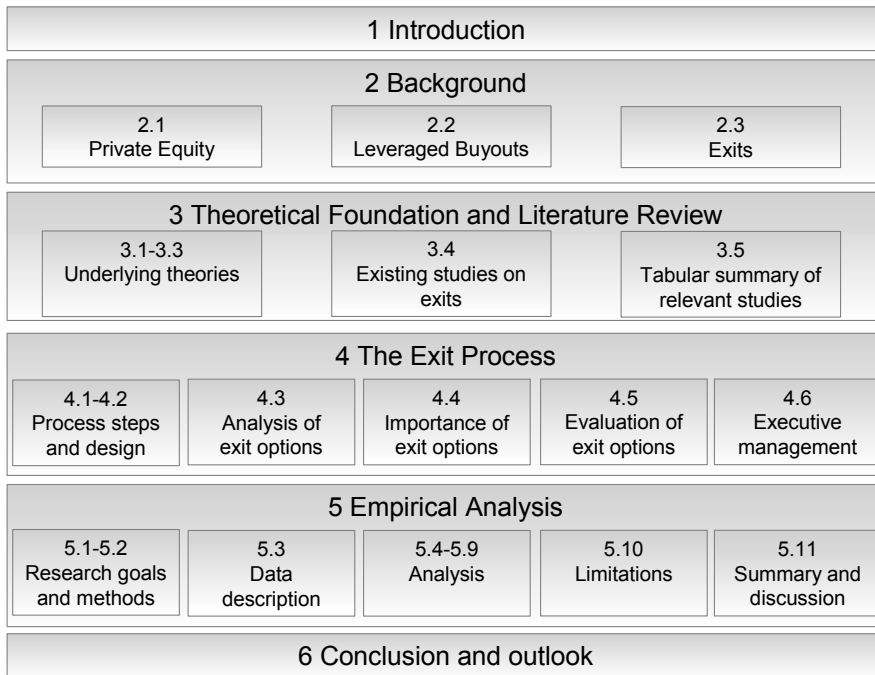 1 Introduction
2 Background
2.1
Private Equity
2.2
Leveraged Buyouts
2.3
Exits
3 Theoretical Foundation and Literature Review
3.1-3.3
Underlying theories
3.4
Existing studies on
exits
3.5
Tabular summary of
relevant studies
4 The Exit Process
4.1-4.2
Process steps
and design
4.3
Analysis of
exit options
4.4
Importance of
exit options
4.5
Evaluation of
exit options
4.6
Executive
management
5 Empirical Analysis
5.1-5.2
Research goals
and methods
5.3
Data
description
5.4-5.9
Analysis
5.10
Limitations
5.11
Summary and
discussion
6 Conclusion and outlook